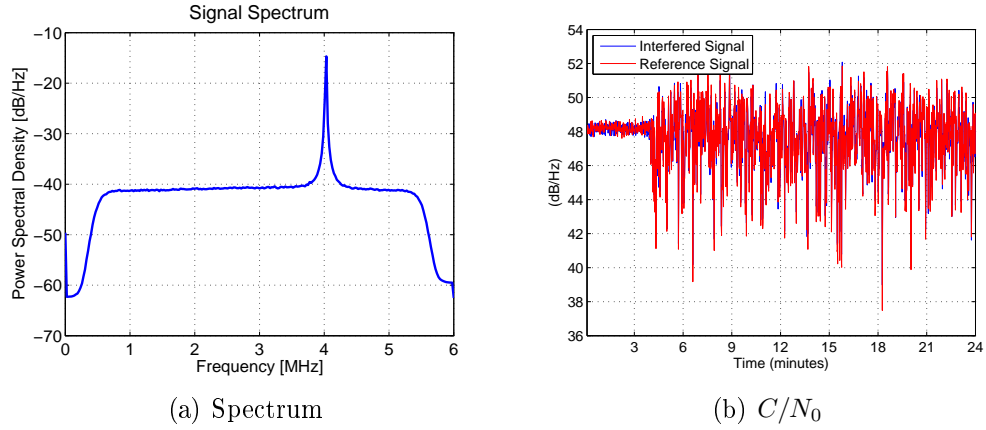 Signal Spectrum
Power Spectral Density [dB/Hz]
−10
−20
−30
−40
−50
−60
−70
0 1 2 3 4 5 6
Frequency [MHz]
(a) Spectrum
Interfered Signal
Reference Signal
(dB/Hz)
54
52
50
48
46
44
42
40
38
36
3 6 9 12 15 18 21 24
Time (minutes)
(b) C/N₀